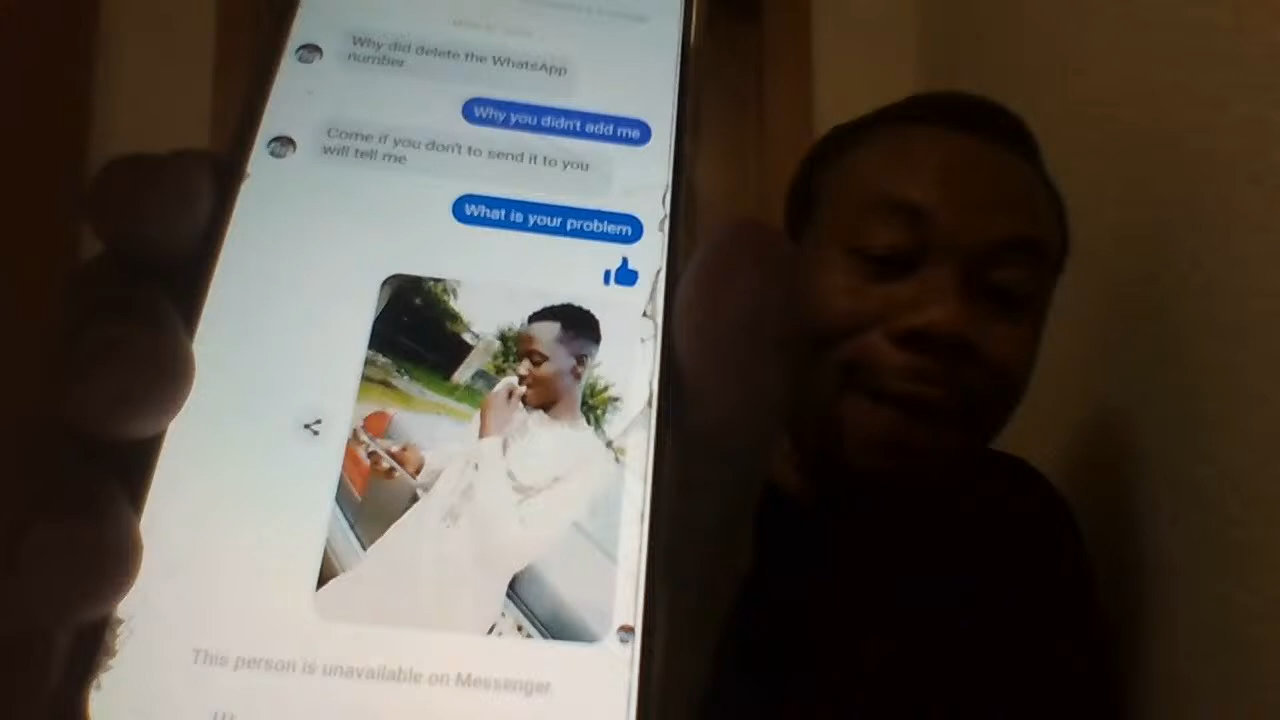 Why did delete the WhatsApp
number
Why you didn't add me
Come if you don't to send it to you
will tell me
What is your problem
This person is unavailable on Messenger